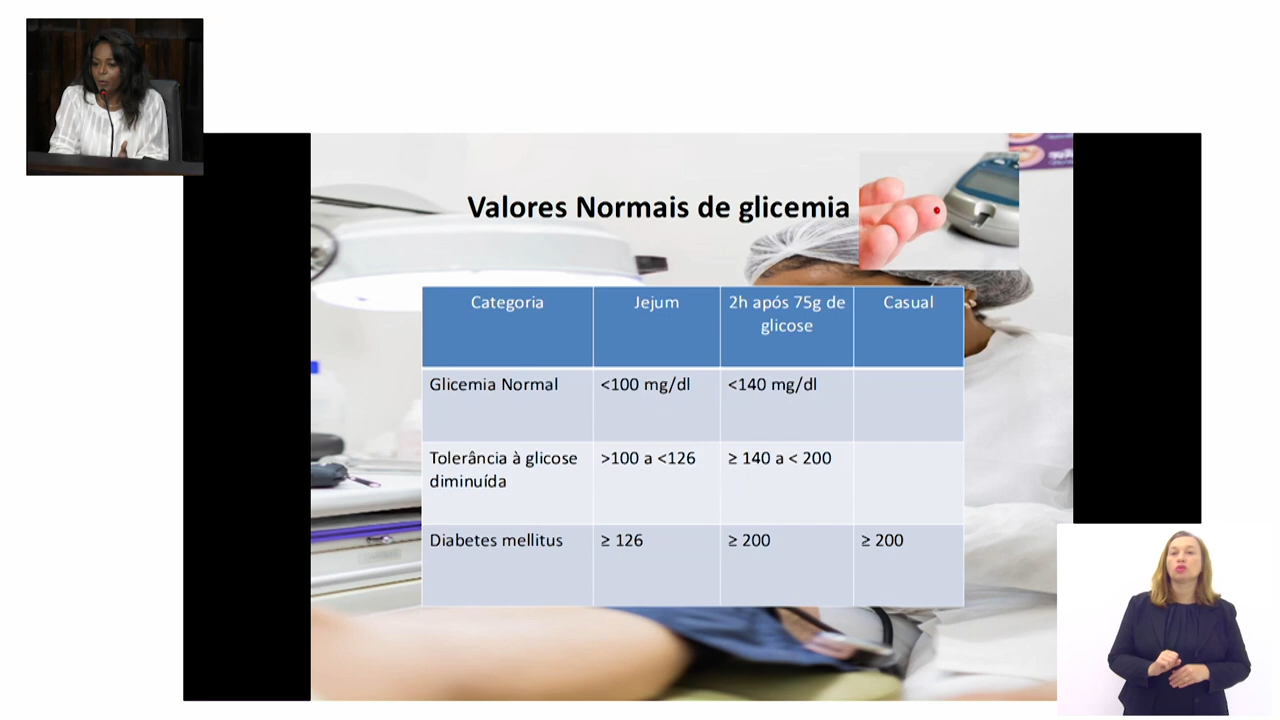 Valores Normais de glicemia
Categoria
Jejum
2h após 75g de
glicose
Casual
Glicemia Normal
<100 mg/dl
<140 mg/dl
Tolerância à glicose
diminuída
>100 a <126
≥ 140 a < 200
Diabetes mellitus
≥ 126
≥ 200
≥ 200